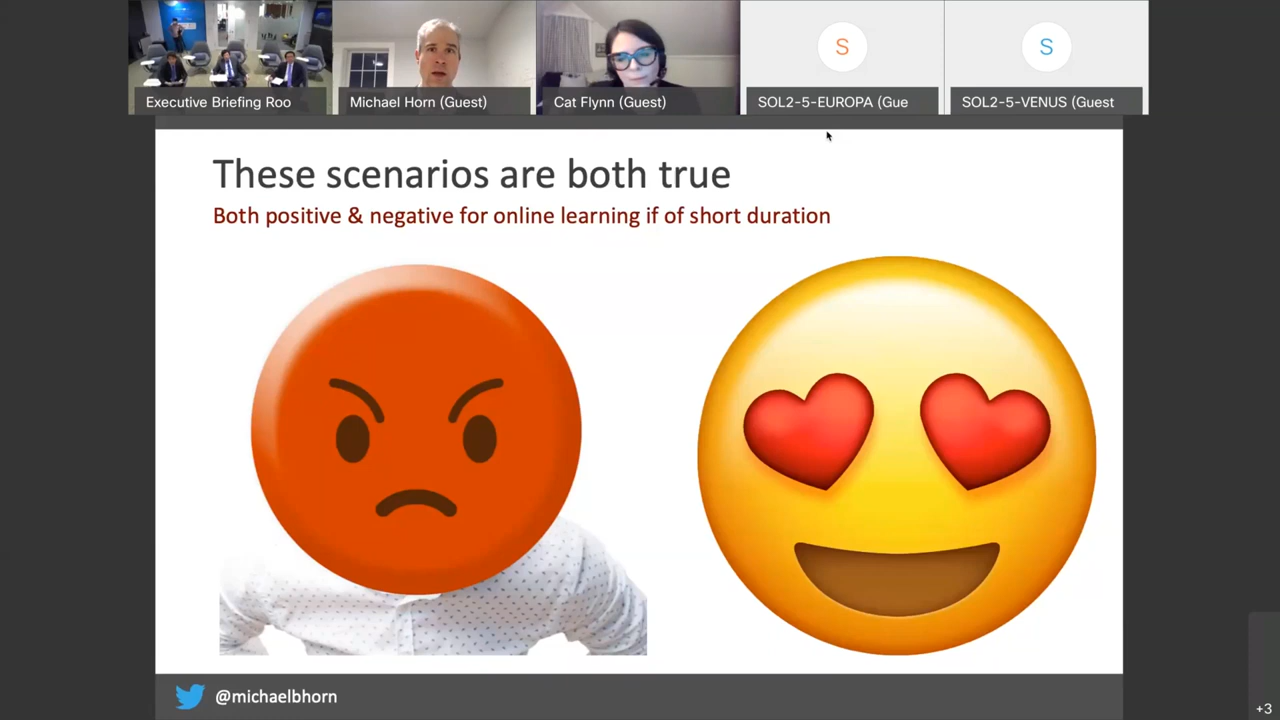 Executive Briefing Roo
Michael Horn (Guest)
Cat Flynn (Guest)
S
SOL2-5-EUROPA (Gue
S
SOL2-5-VENUS (Guest
These scenarios are both true
Both positive & negative for online learning if of short duration
@michaelbhorn
+3